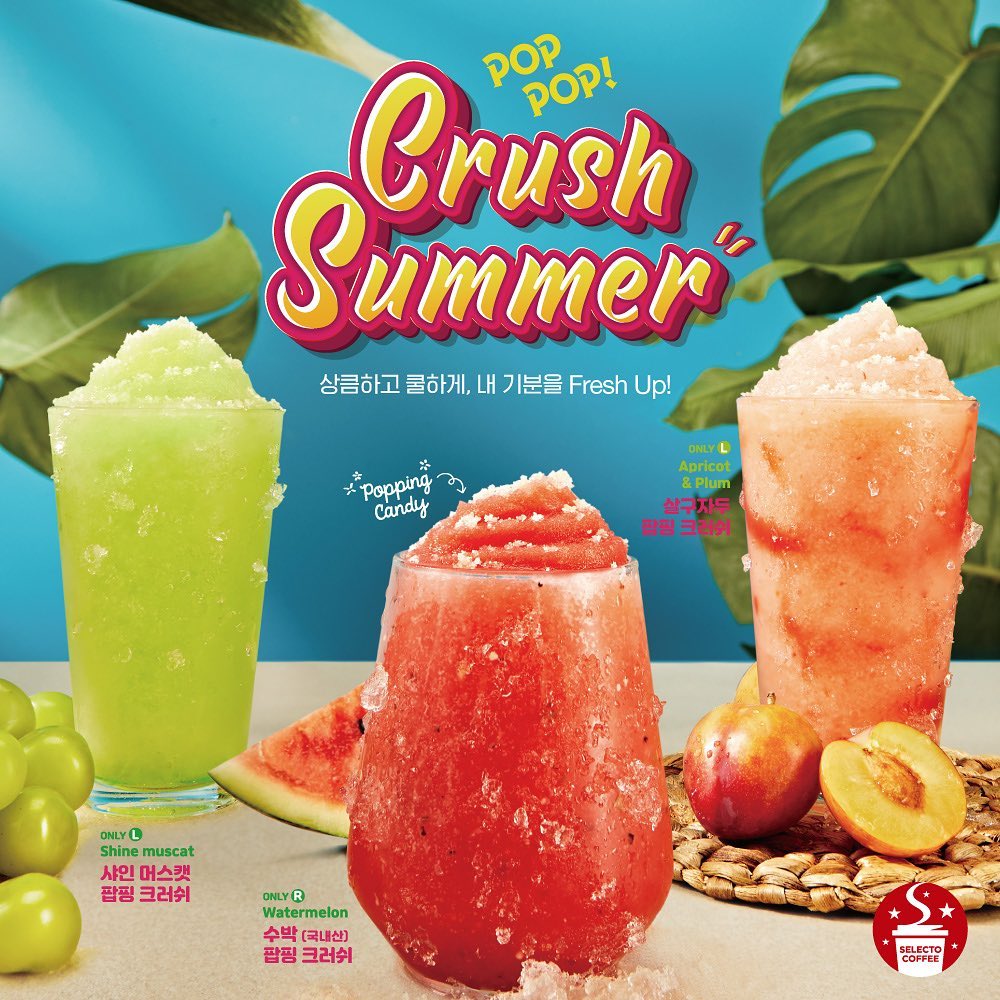 POP
POP!
Crush
Summer
상큼하고 쿨하게, 내 기분을 Fresh Up!
Popping
Candy
ONLY L
Apricot
& Plum
살구자두
팝핑 크러쉬
ONLY L
Shine muscat
샤인 머스캣
팝핑 크러쉬
ONLY R
Watermelon
수박 (국내산)
팝핑 크러쉬
SELECTO
COFFEE